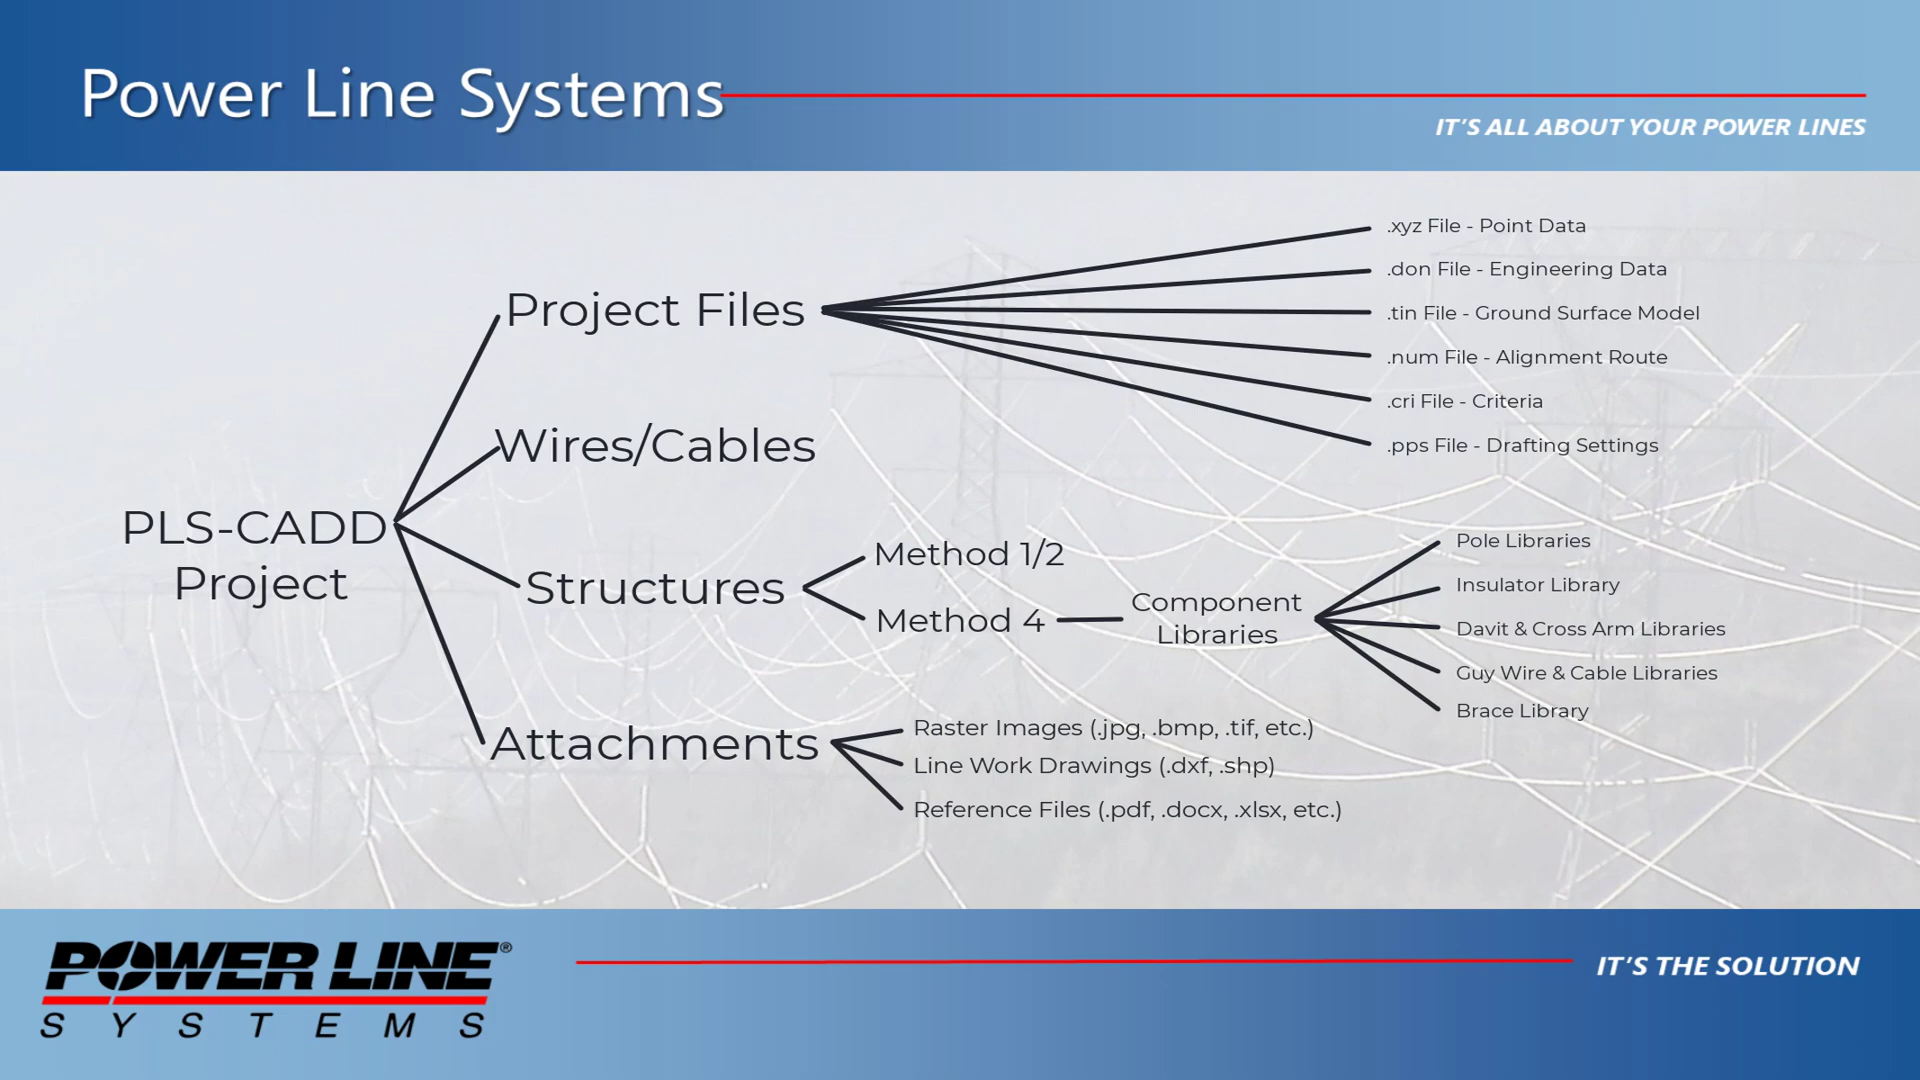 Power Line Systems
IT'S ALL ABOUT YOUR POWER LINES
PLS-CADD
Project
Project Files
.xyz File - Point Data
.don File - Engineering Data
.tin File - Ground Surface Model
.num File - Alignment Route
.cri File - Criteria
.pps File - Drafting Settings
Wires/Cables
Structures
Method 1/2
Method 4
Component
Libraries
Pole Libraries
Insulator Library
Davit & Cross Arm Libraries
Guy Wire & Cable Libraries
Brace Library
Attachments
Raster Images (.jpg, .bmp, .tif, etc.)
Line Work Drawings (.dxf, .shp)
Reference Files (.pdf, .docx, .xlsx, etc.)
POWER LINE®
SYSTEMS
IT'S THE SOLUTION